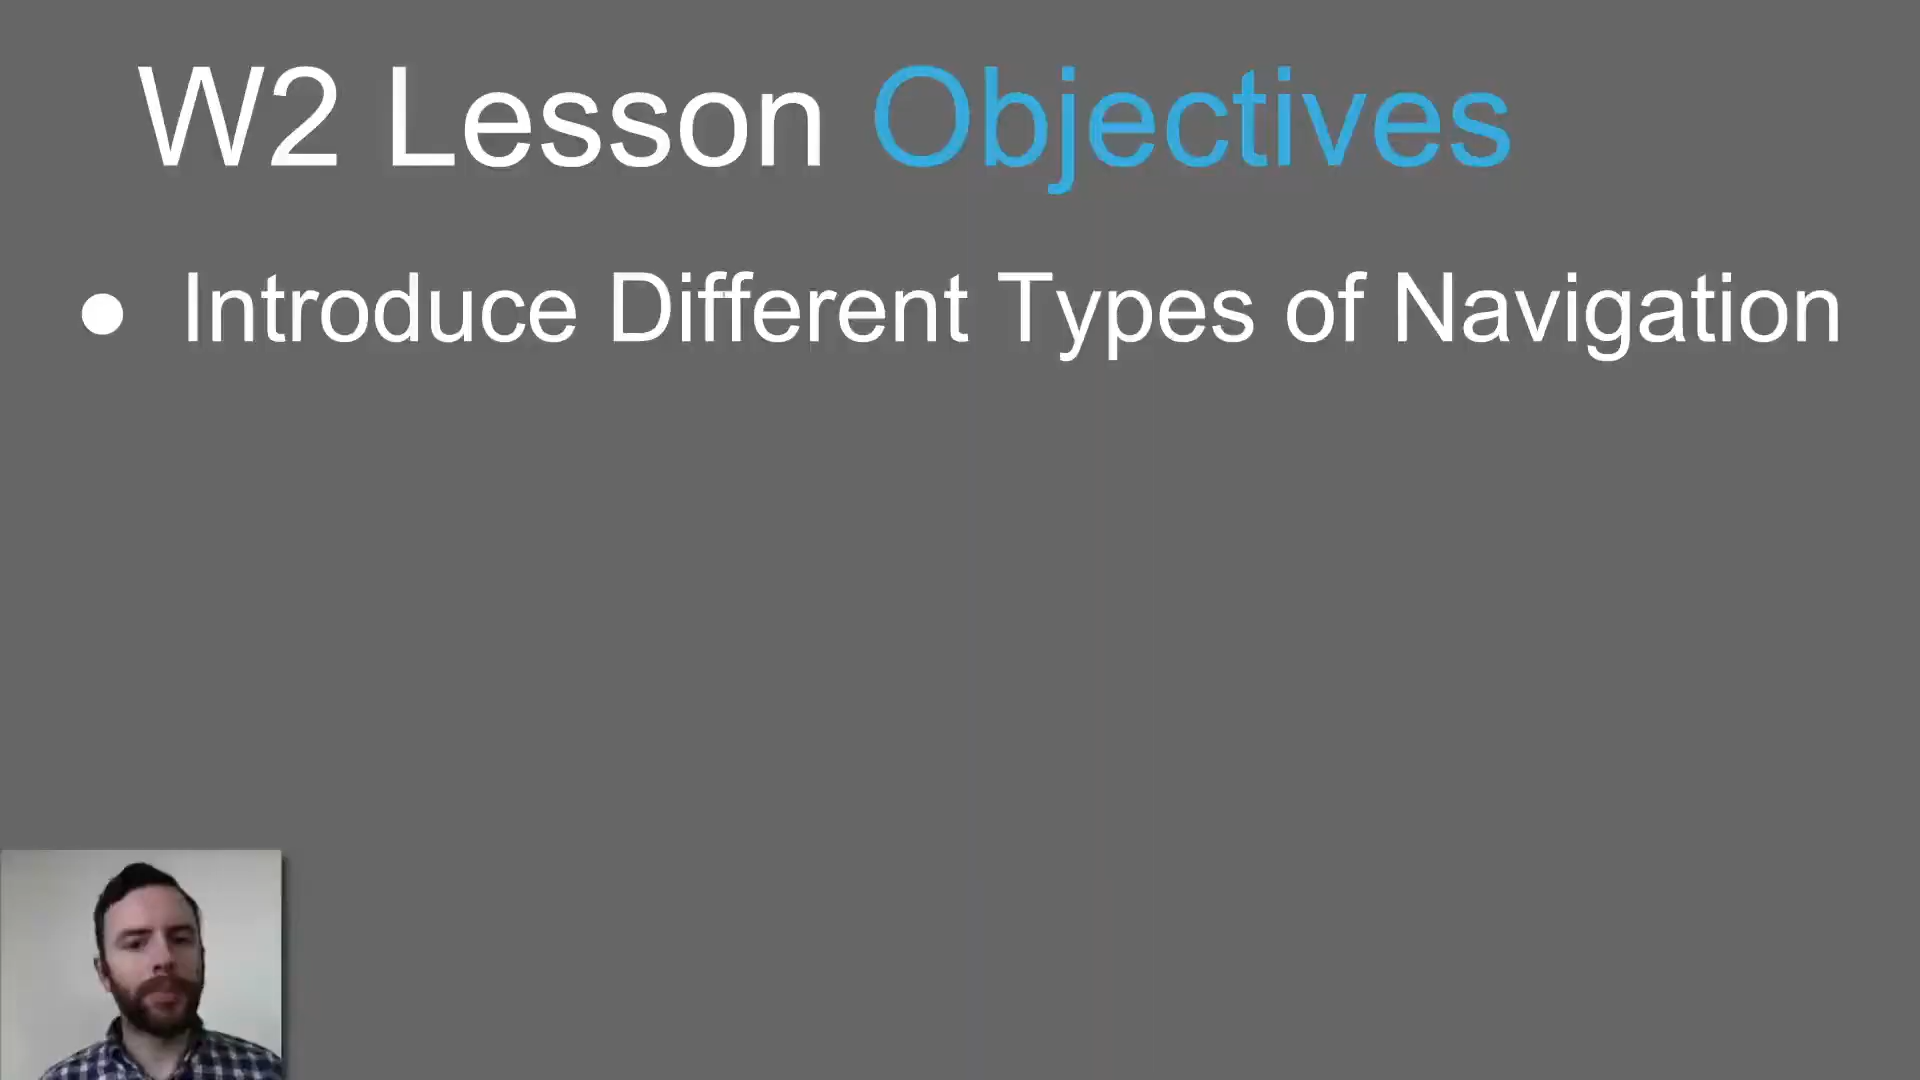 W2 Lesson Objectives
● Introduce Different Types of Navigation